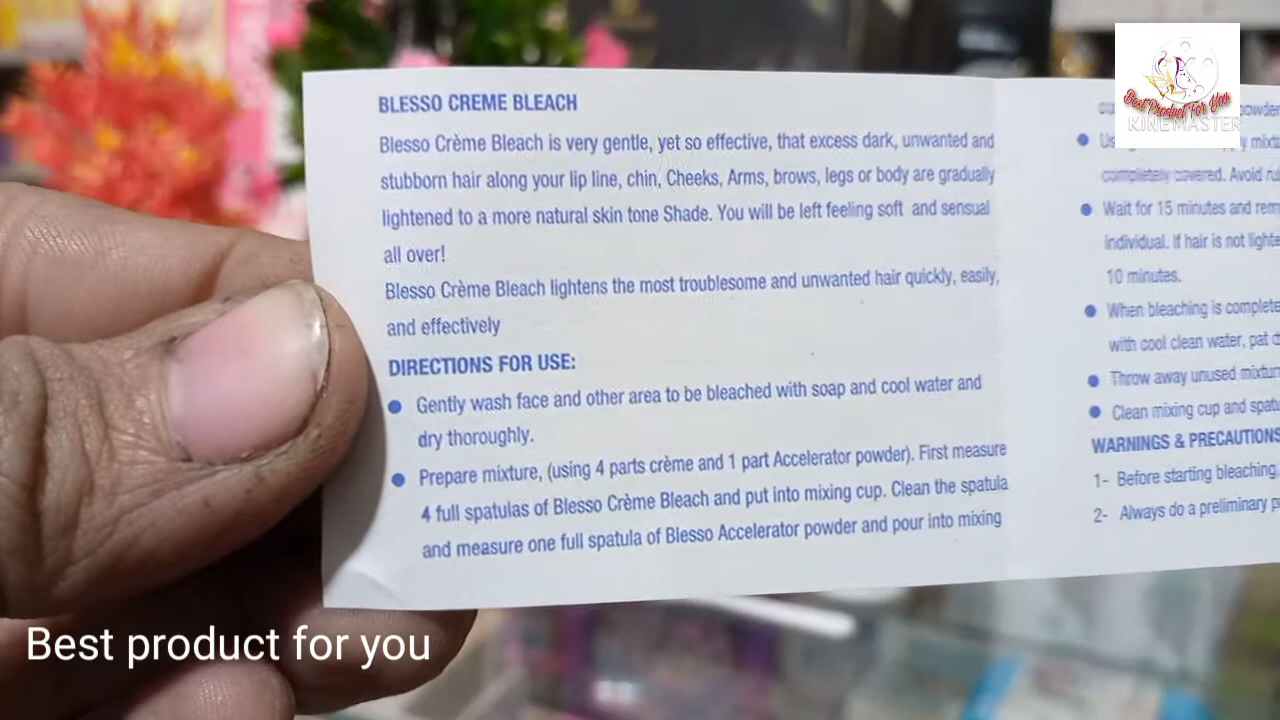 BLESSO CREME BLEACH
Blesso Crème Bleach is very gentle, yet so effective, that excess dark, unwanted and
stubborn hair along your lip line, chin, Cheeks, Arms, brows, legs or body are gradually
lightened to a more natural skin tone Shade. You will be left feeling soft and sensual
all over!
Blesso Crème Bleach lightens the most troublesome and unwanted hair quickly, easily,
and effectively
DIRECTIONS FOR USE:
● Gently wash face and other area to be bleached with soap and cool water and
dry thoroughly.
● Prepare mixture, (using 4 parts crème and 1 part Accelerator powder). First measure
4 full spatulas of Blesso Crème Bleach and put into mixing cup. Clean the spatula
and measure one full spatula of Blesso Accelerator powder and pour into mixing
powder
completely covered. Avoid
● Wait for 15 minutes and
individual. If hair is not
10 minutes.
● When bleaching is
with cool clean water, pat
● Throw away unused
● Clean mixing cup and
WARNINGS & PRECAUTIONS
1- Before starting bleaching
2- Always do a preliminary
Best Product For You
KINEMASTER
Best product for you